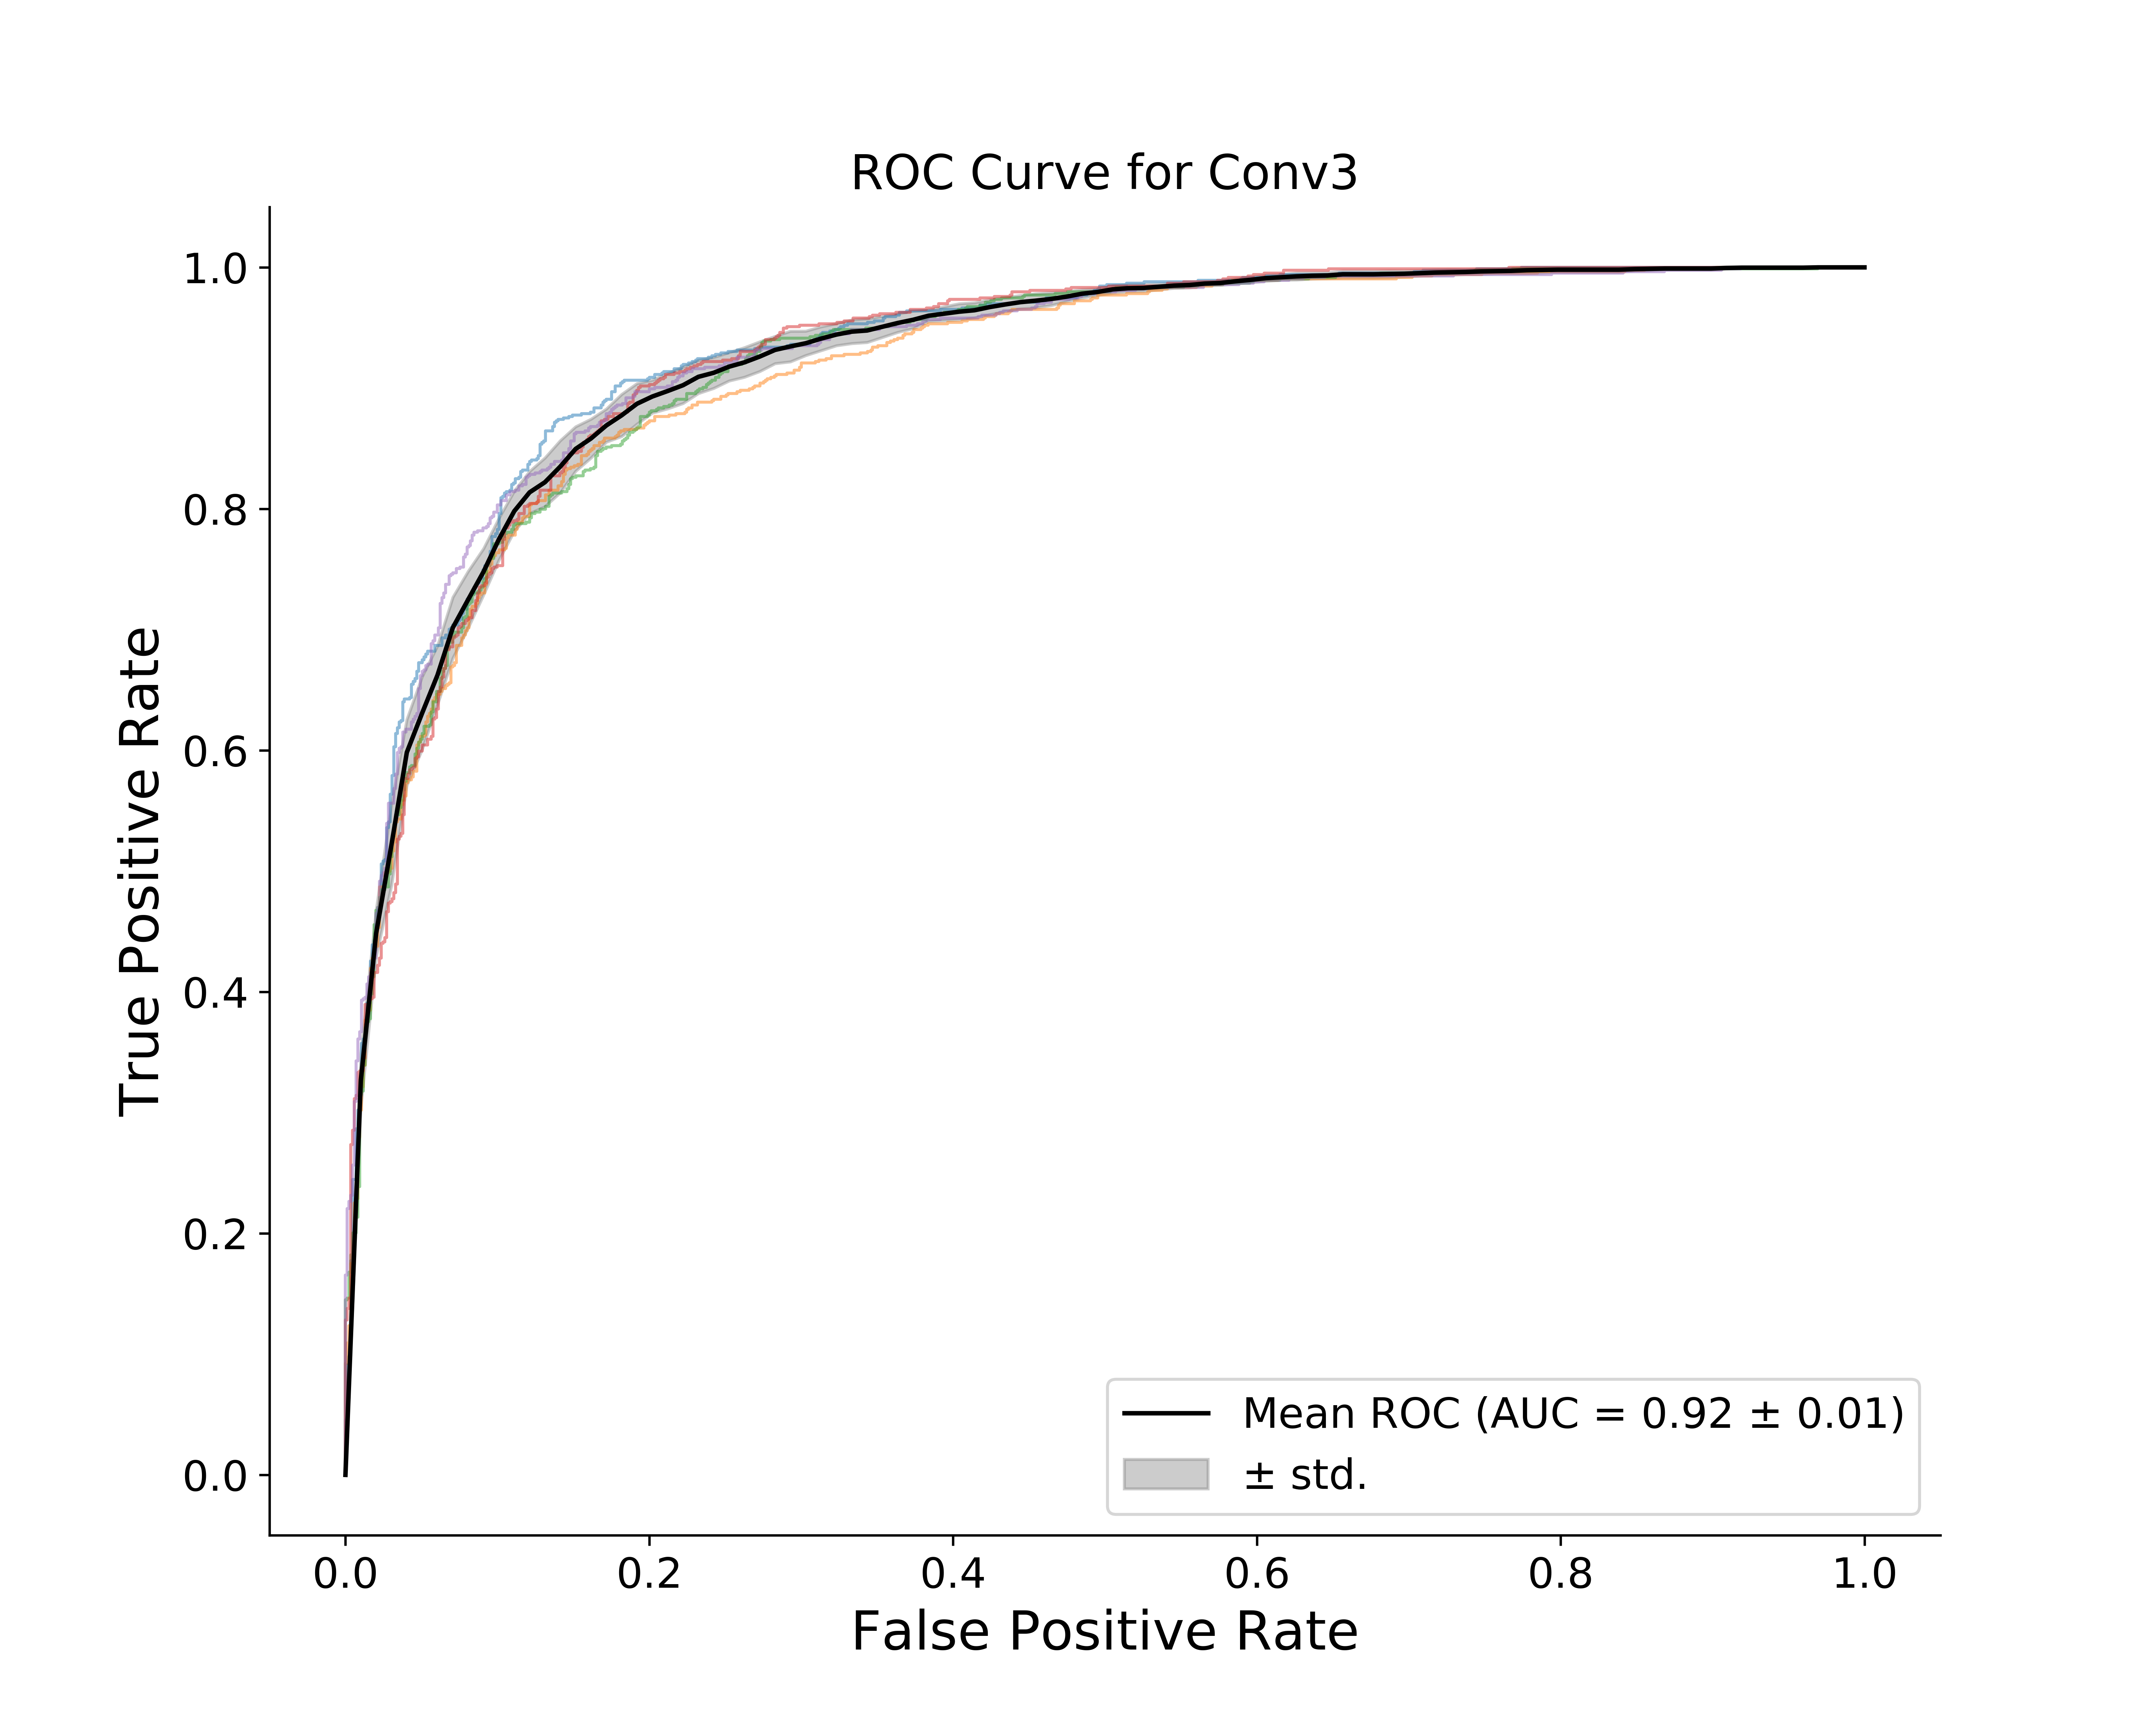 ROC Curve for Conv3
1.0
0.8
0.6
0.4
0.2
0.0
True Positive Rate
Mean ROC (AUC = 0.92 ± 0.01)
± std.
0.0 0.2 0.4 0.6 0.8 1.0
False Positive Rate